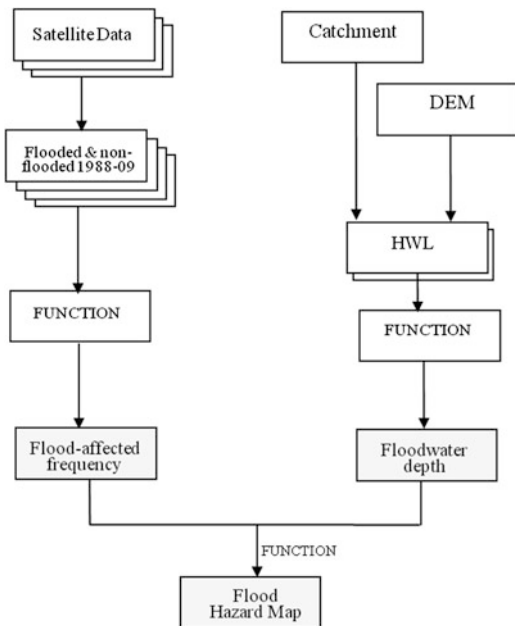 Satellite Data
Catchment
DEM
Flooded & non-
flooded 1988-09
HWL
FUNCTION
FUNCTION
Flood-affected
frequency
Floodwater
depth
FUNCTION
Flood
Hazard Map